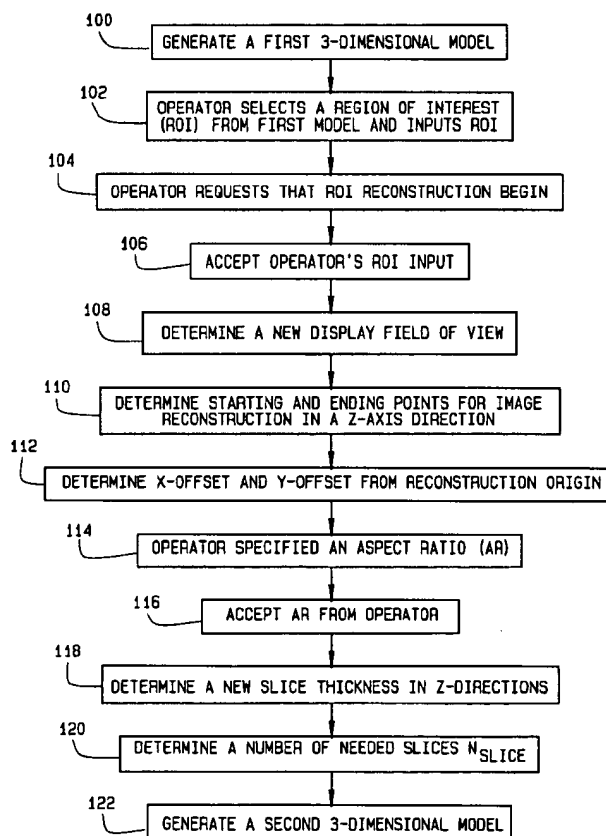 100
GENERATE A FIRST 3-DIMENSIONAL MODEL
102
OPERATOR SELECTS A REGION OF INTEREST
(ROI) FROM FIRST MODEL AND INPUTS ROI
104
OPERATOR REQUESTS THAT ROI RECONSTRUCTION BEGIN
106
ACCEPT OPERATOR'S ROI INPUT
108
DETERMINE A NEW DISPLAY FIELD OF VIEW
110
DETERMINE STARTING AND ENDING POINTS FOR IMAGE
RECONSTRUCTION IN A Z-AXIS DIRECTION
112
DETERMINE X-OFFSET AND Y-OFFSET FROM RECONSTRUCTION ORIGIN
114
OPERATOR SPECIFIED AN ASPECT RATIO (AR)
116
ACCEPT AR FROM OPERATOR
118
DETERMINE A NEW SLICE THICKNESS IN Z-DIRECTIONS
120
DETERMINE A NUMBER OF NEEDED SLICES N SLICE
122
GENERATE A SECOND 3-DIMENSIONAL MODEL